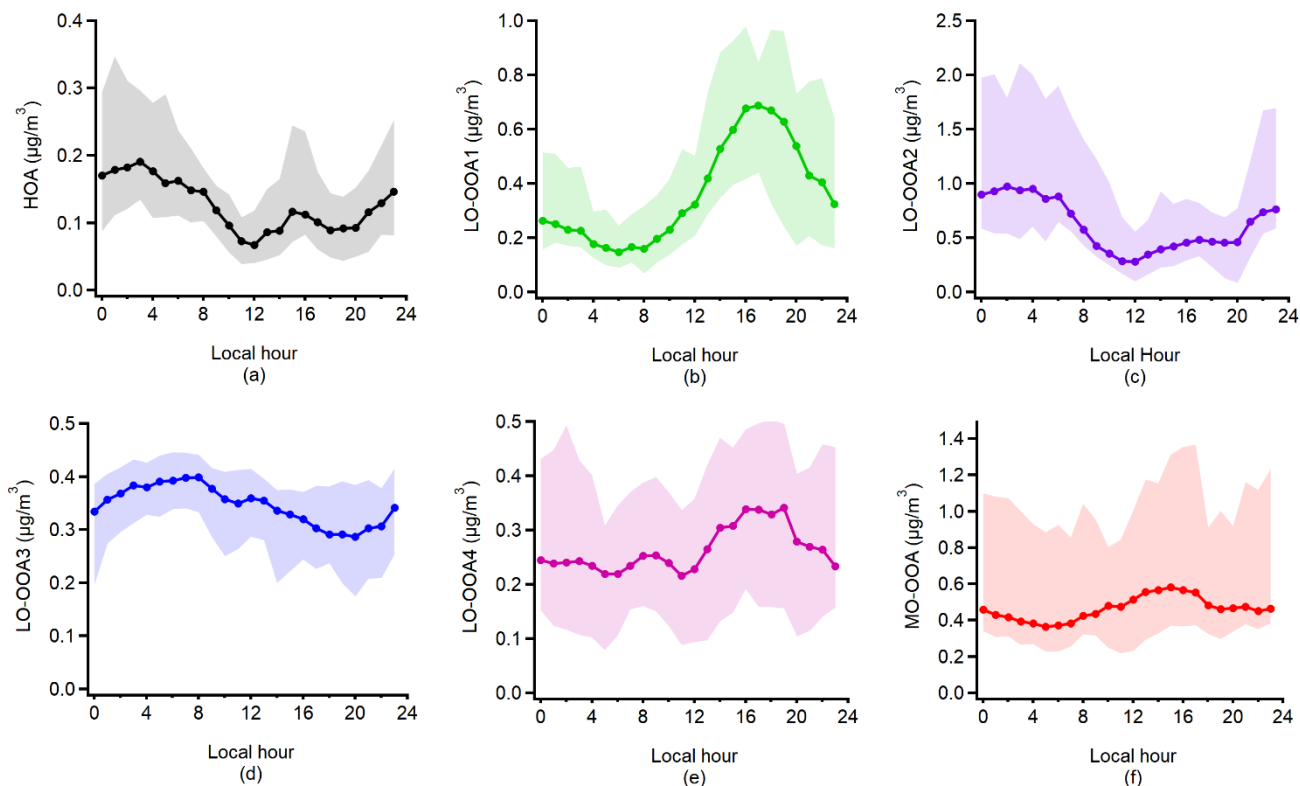 0.4
0.3
0.2
0.1
0.0
HOA (µg/m³)
0 4 8 12 16 20 24
Local hour
(a)
1.0
0.8
0.6
0.4
0.2
0.0
LO-OOA1 (µg/m³)
0 4 8 12 16 20 24
Local hour
(b)
2.5
2.0
1.5
1.0
0.5
0.0
LO-OOA2 (µg/m³)
0 4 8 12 16 20 24
Local Hour
(c)
0.5
0.4
0.3
0.2
0.1
0.0
LO-OOA3 (µg/m³)
0 4 8 12 16 20 24
Local hour
(d)
0.5
0.4
0.3
0.2
0.1
0.0
LO-OOA4 (µg/m³)
0 4 8 12 16 20 24
Local hour
(e)
1.4
1.2
1.0
0.8
0.6
0.4
0.2
0.0
MO-OOA (µg/m³)
0 4 8 12 16 20 24
Local hour
(f)